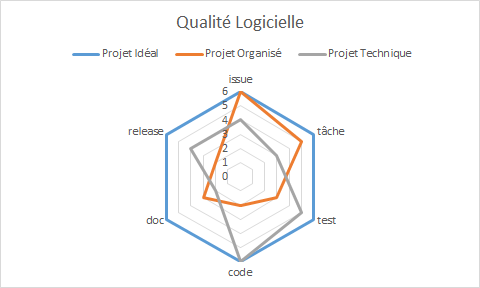 Qualité Logicielle
Projet Idéal Projet Organisé Projet Technique
issue
6
5
release tâche
4
3
2
1
0
doc test
code